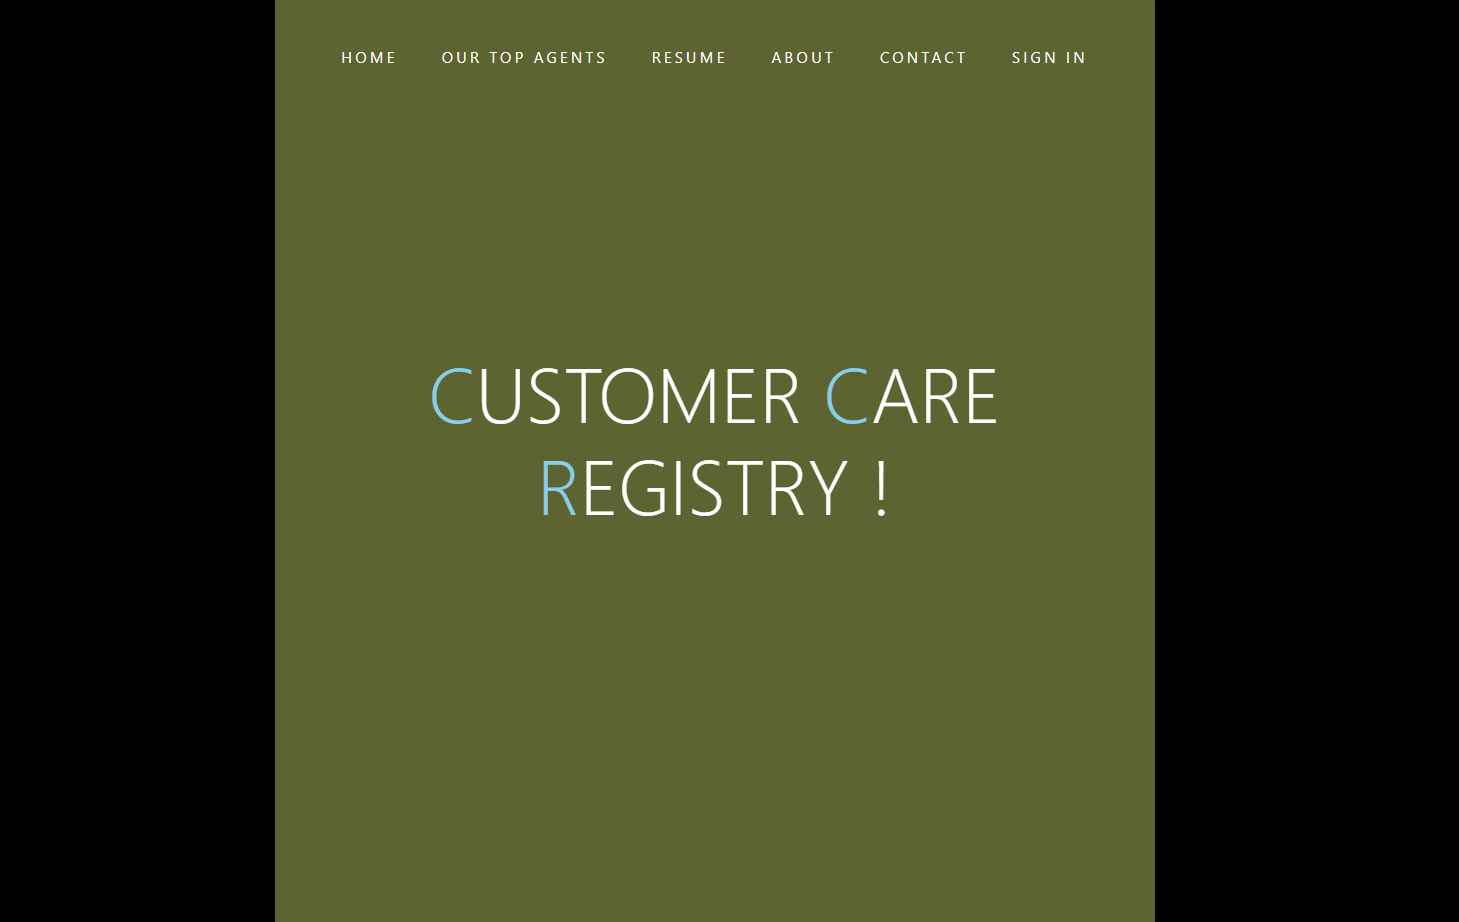 HOME OUR TOP AGENTS RESUME ABOUT CONTACT SIGN IN
CUSTOMER CARE
REGISTRY !